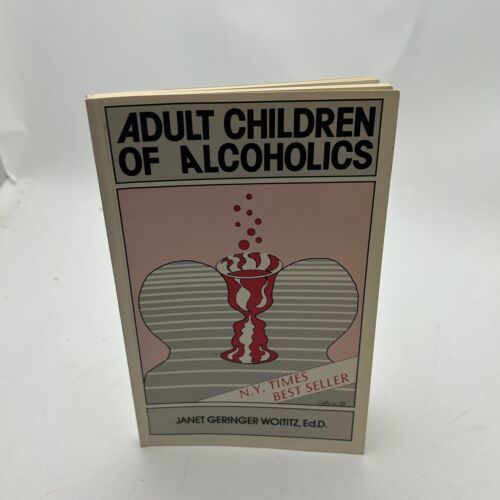 ADULT CHILDREN
OF ALCOHOLICS
N.Y. TIMES
BEST SELLER
JANET GERINGER WOITITZ, Ed.D.